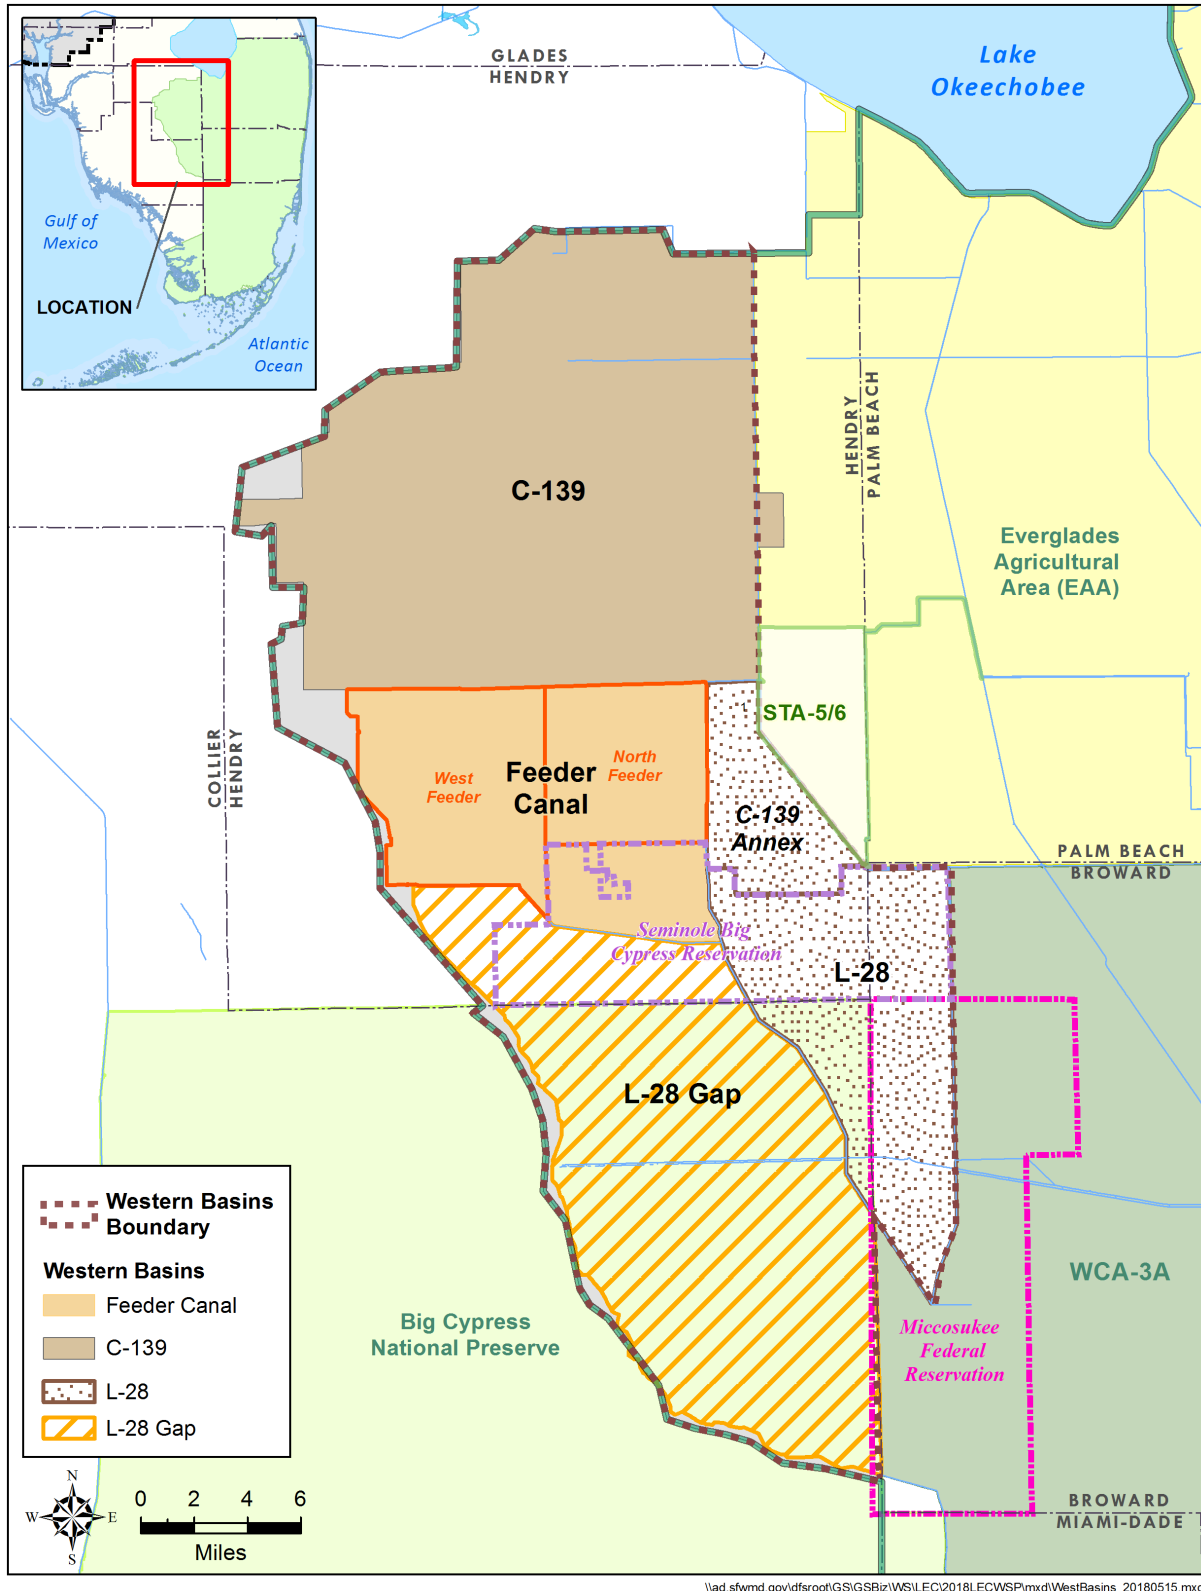 GLADES
HENDRY
Lake
Okeechobee
Gulf of
Mexico
LOCATION
Atlantic
Ocean
HENDRY
PALM BEACH
C-139
Everglades
Agricultural
Area (EAA)
STA-5/6
COLLIER
HENDRY
West
Feeder
Feeder
Canal
North
Feeder
C-139
Annex
PALM BEACH
BROWARD
Seminole Big
Cypress Reservation
L-28
L-28 Gap
WCA-3A
Big Cypress
National Preserve
Miccosukee
Federal
Reservation
Western Basins
Boundary
Western Basins
Feeder Canal
C-139
L-28
L-28 Gap
N
W
E
S
0 2 4 6
Miles
BROWARD
MIAMI-DADE
\\ad.sfwmd.gov\dfsroot\GS\GSBiz\WS\LEC\2018LECWSP\mxd\WestBasins_20180515.mxd